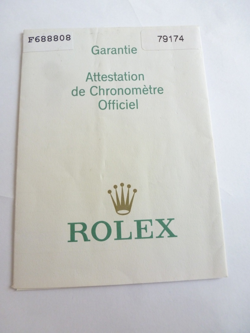 F688808 79174
Garantie
Attestation
de Chronomètre
Officiel
ROLEX